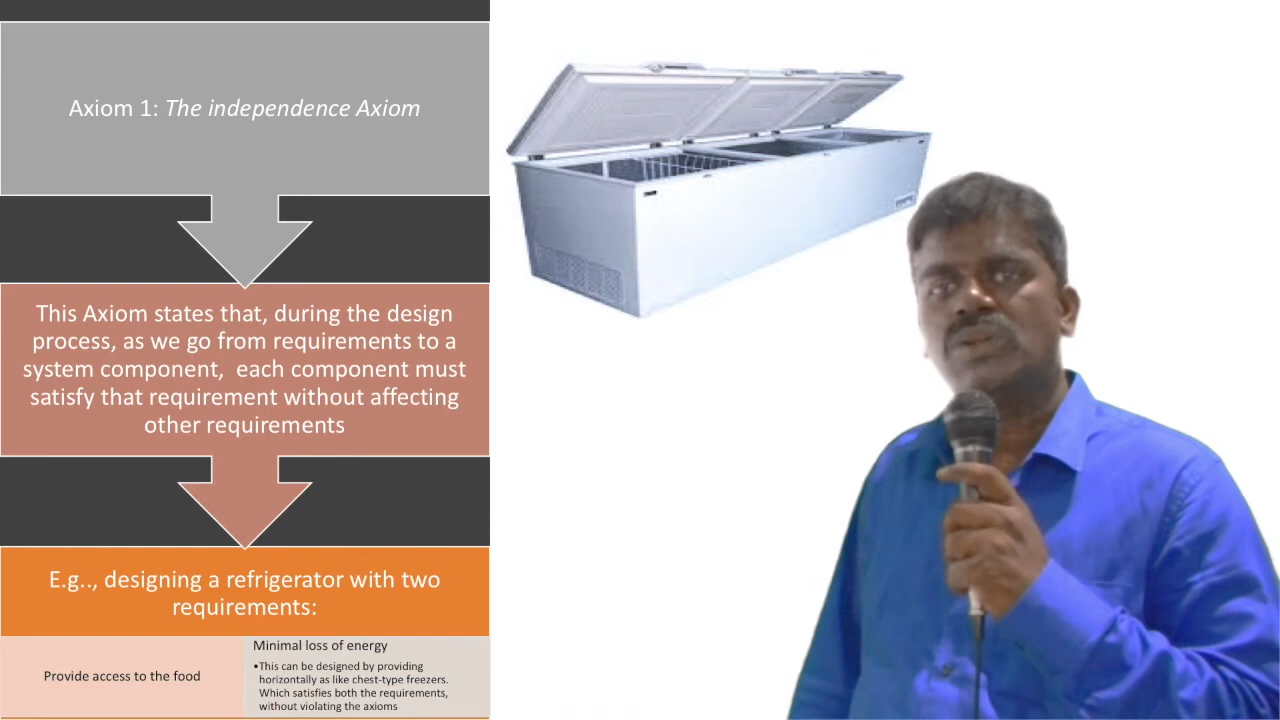 Axiom 1: The independence Axiom
This Axiom states that, during the design
process, as we go from requirements to a
system component,  each component must
satisfy that requirement without affecting
other requirements
E.g.., designing a refrigerator with two
requirements:
Provide access to the food
Minimal loss of energy
•This can be designed by providing
horizontally as like chest-type freezers.
Which satisfies both the requirements,
without violating the axioms